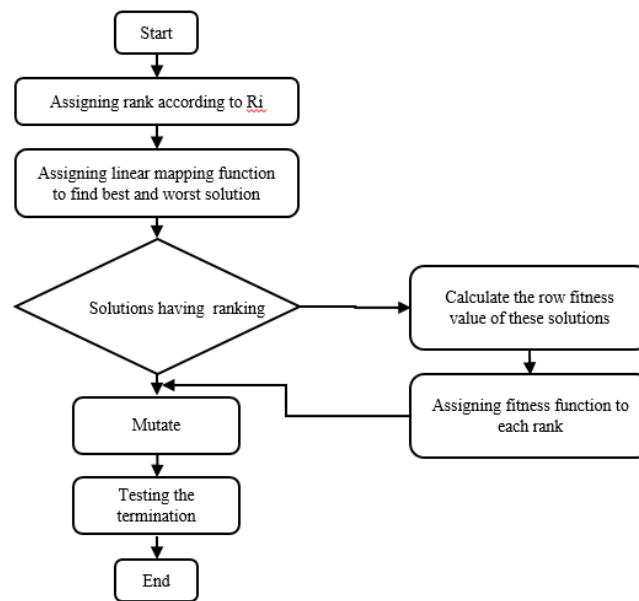 Start
Assigning rank according to Ri
Assigning linear mapping function
to find best and worst solution
Solutions having ranking
Calculate the row fitness
value of these solutions
Assigning fitness function to
each rank
Mutate
Testing the
termination
End